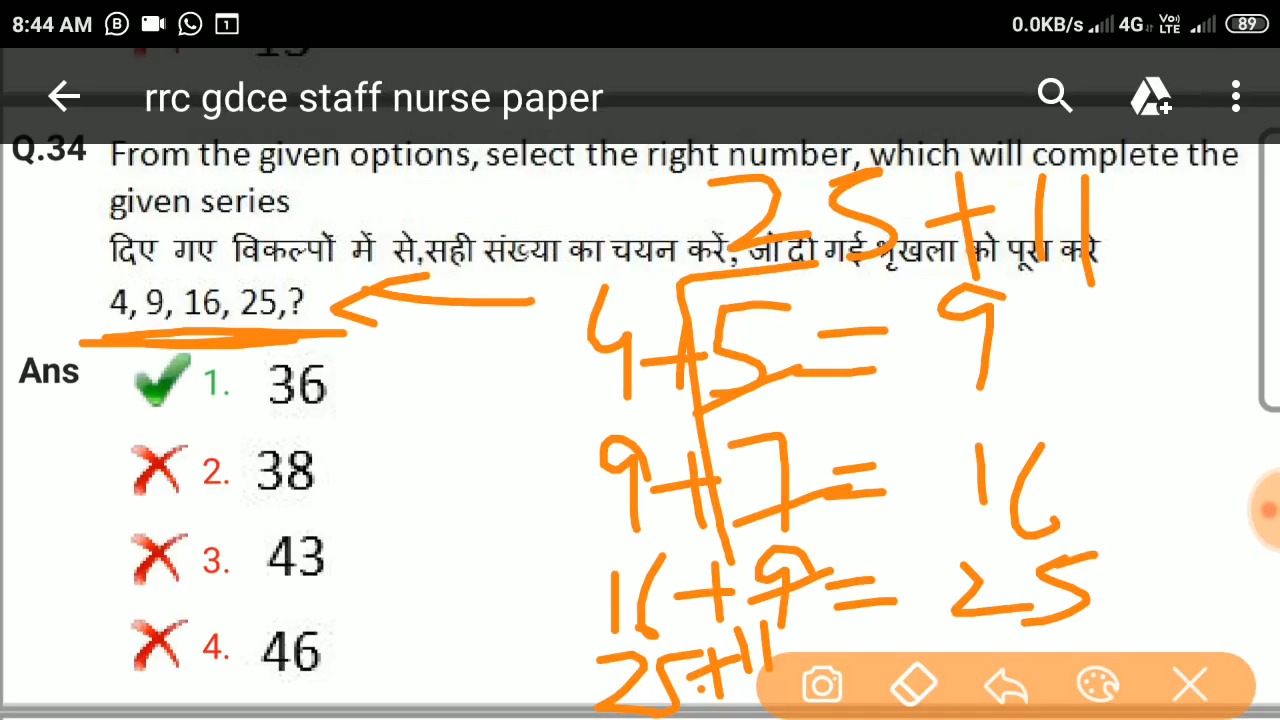 8:44 AM B 1 0.0KB/s 4G Vo) LTE 89
rrc gdce staff nurse paper
Q.34 From the given options, select the right number, which will complete the
given series
दिए गए विकल्पों में से,सही संख्या का चयन करें, जो दी गई श्रृखला को पूरा करे
4, 9, 16, 25,?
25+11
4+5=9
9+7=16
16+9=25
25+11
Ans 1. 36
2. 38
3. 43
4. 46